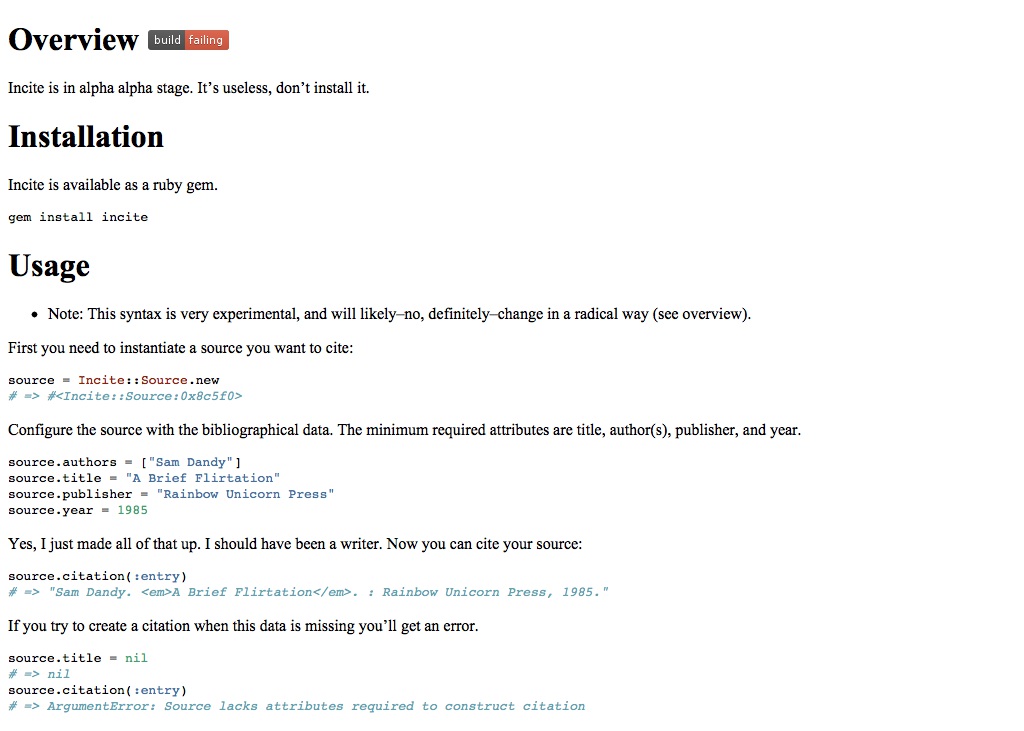 Overview build failing
Incite is in alpha alpha stage. It’s useless, don’t install it.
Installation
Incite is available as a ruby gem.
gem install incite
Usage
• Note: This syntax is very experimental, and will likely–no, definitely–change in a radical way (see overview).
First you need to instantiate a source you want to cite:
source = Incite::Source.new
# => #<Incite::Source:0x8c5f0>
Configure the source with the bibliographical data. The minimum required attributes are title, author(s), publisher, and year.
source.authors = ["Sam Dandy"]
source.title = "A Brief Flirtation"
source.publisher = "Rainbow Unicorn Press"
source.year = 1985
Yes, I just made all of that up. I should have been a writer. Now you can cite your source:
source.citation(:entry)
# => "Sam Dandy. <em>A Brief Flirtation</em>. : Rainbow Unicorn Press, 1985."
If you try to create a citation when this data is missing you’ll get an error.
source.title = nil
# => nil
source.citation(:entry)
# => ArgumentError: Source lacks attributes required to construct citation